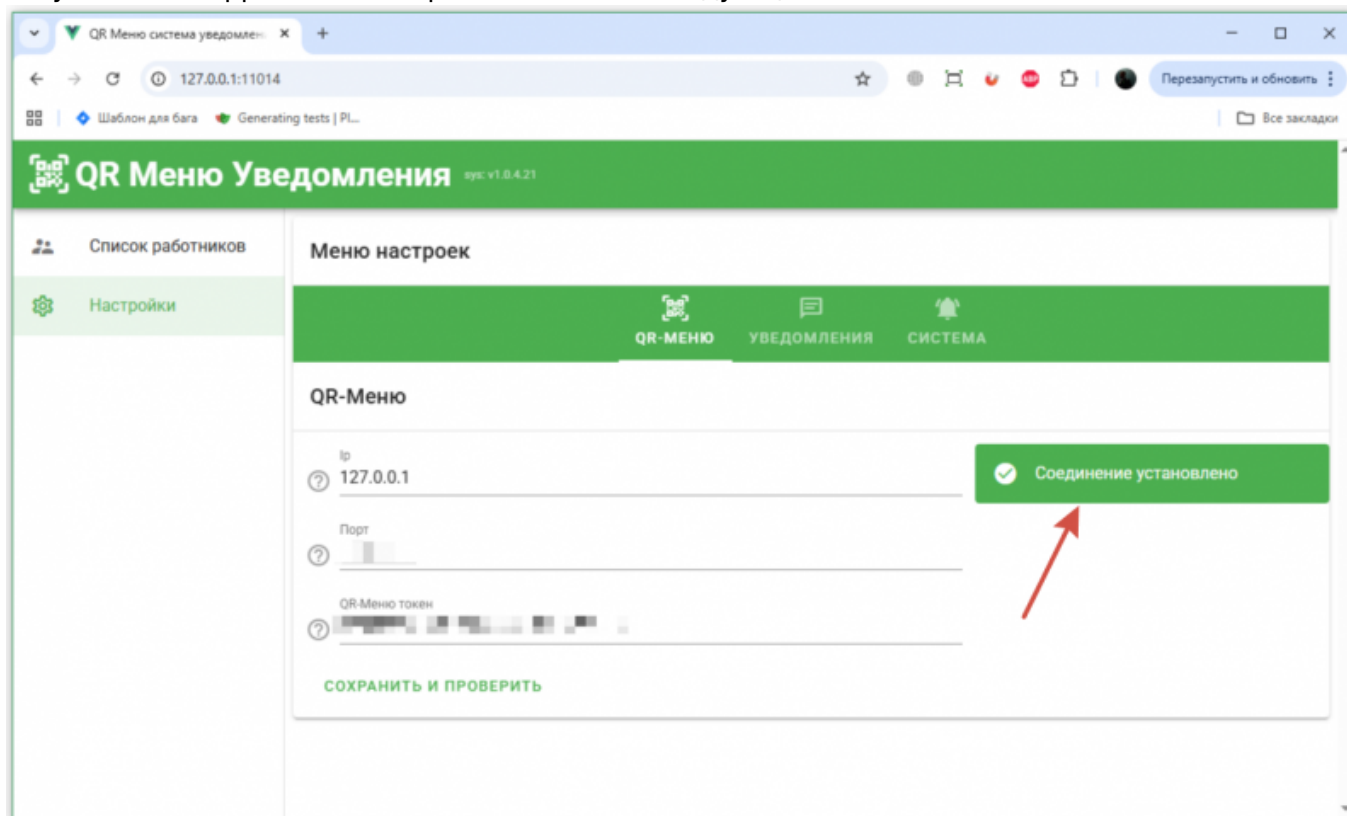 QR Меню система уведомлен
127.0.0.1:11014
ABP
Перезапустить и обновить
Шаблон для бага
Generating tests | Pl...
Все закладки
QR Меню Уведомления sys: v1.0.4.21
Список работников
Настройки
Меню настроек
QR-МЕНЮ
УВЕДОМЛЕНИЯ
СИСТЕМА
QR-Меню
Ip
127.0.0.1
Соединение установлено
Порт
QR-Меню токен
СОХРАНИТЬ И ПРОВЕРИТЬ